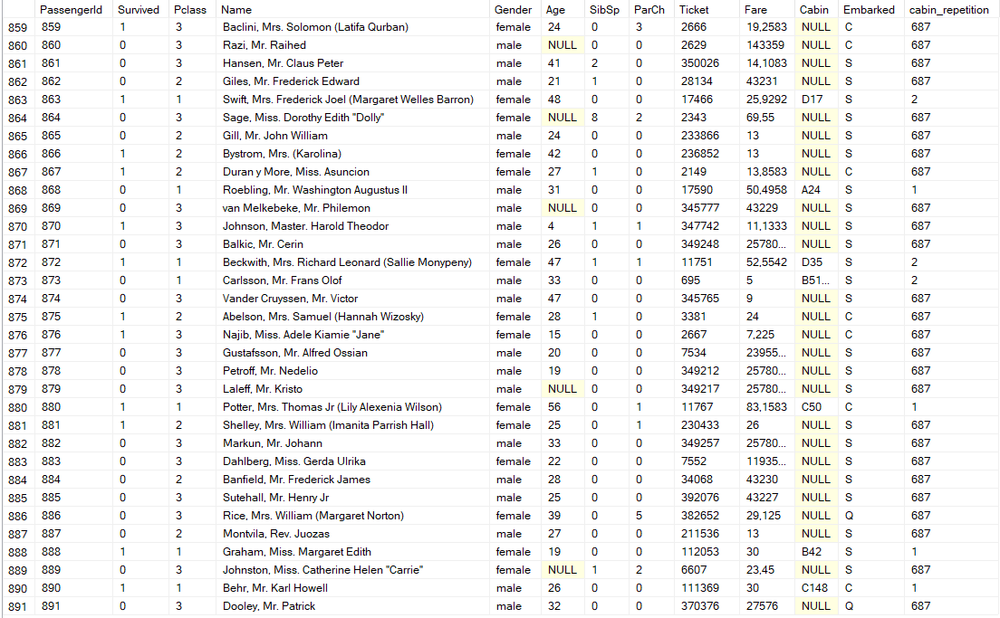 PassengerId Survived Pclass Name Gender Age SibSp ParCh Ticket Fare Cabin Embarked cabin_repetition
859 859 1 3 Baclini, Mrs. Solomon (Latifa Qurban) female 24 0 3 2666 19,2583 NULL C 687
860 860 0 3 Razi, Mr. Raihed male NULL 0 0 2629 143359 NULL C 687
861 861 0 3 Hansen, Mr. Claus Peter male 41 2 0 350026 14,1083 NULL S 687
862 862 0 2 Giles, Mr. Frederick Edward male 21 1 0 28134 43231 NULL S 687
863 863 1 1 Swift, Mrs. Frederick Joel (Margaret Welles Barron) female 48 0 0 17466 25,9292 D17 S 2
864 864 0 3 Sage, Miss. Dorothy Edith "Dolly" female NULL 8 2 2343 69,55 NULL S 687
865 865 0 2 Gill, Mr. John William male 24 0 0 233866 13 NULL S 687
866 866 1 2 Bystrom, Mrs. (Karolina) female 42 0 0 236852 13 NULL S 687
867 867 1 2 Duran y More, Miss. Asuncion female 27 1 0 2149 13,8583 NULL C 687
868 868 0 1 Roebling, Mr. Washington Augustus II male 31 0 0 17590 50,4958 A24 S 1
869 869 0 3 van Melkebeke, Mr. Philemon male NULL 0 0 345777 43229 NULL S 687
870 870 1 3 Johnson, Master. Harold Theodor male 4 1 1 347742 11,1333 NULL S 687
871 871 0 3 Balkic, Mr. Cerin male 26 0 0 349248 25780... NULL S 687
872 872 1 1 Beckwith, Mrs. Richard Leonard (Sallie Monypeny) female 47 1 1 11751 52,5542 D35 S 2
873 873 0 1 Carlsson, Mr. Frans Olof male 33 0 0 695 5 B51... S 2
874 874 0 3 Vander Cruyssen, Mr. Victor male 47 0 0 345765 9 NULL S 687
875 875 1 2 Abelson, Mrs. Samuel (Hannah Wizosky) female 28 1 0 3381 24 NULL C 687
876 876 1 3 Najib, Miss. Adele Kiamie "Jane" female 15 0 0 2667 7,225 NULL C 687
877 877 0 3 Gustafsson, Mr. Alfred Ossian male 20 0 0 7534 23955... NULL S 687
878 878 0 3 Petroff, Mr. Nedelio male 19 0 0 349212 25780... NULL S 687
879 879 0 3 Laleff, Mr. Kristo male NULL 0 0 349217 25780... NULL S 687
880 880 1 1 Potter, Mrs. Thomas Jr (Lily Alexenia Wilson) female 56 0 1 11767 83,1583 C50 C 1
881 881 1 2 Shelley, Mrs. William (Imanita Parrish Hall) female 25 0 1 230433 26 NULL S 687
882 882 0 3 Markun, Mr. Johann male 33 0 0 349257 25780... NULL S 687
883 883 0 3 Dahlberg, Miss. Gerda Ulrika female 22 0 0 7552 11935... NULL S 687
884 884 0 2 Banfield, Mr. Frederick James male 28 0 0 34068 43230 NULL S 687
885 885 0 3 Sutehall, Mr. Henry Jr male 25 0 0 392076 43227 NULL S 687
886 886 0 3 Rice, Mrs. William (Margaret Norton) female 39 0 5 382652 29,125 NULL Q 687
887 887 0 2 Montvila, Rev. Juozas male 27 0 0 211536 13 NULL S 687
888 888 1 1 Graham, Miss. Margaret Edith female 19 0 0 112053 30 B42 S 1
889 889 0 3 Johnston, Miss. Catherine Helen "Carrie" female NULL 1 2 6607 23,45 NULL S 687
890 890 1 1 Behr, Mr. Karl Howell male 26 0 0 111369 30 C148 C 1
891 891 0 3 Dooley, Mr. Patrick male 32 0 0 370376 27576 NULL Q 687